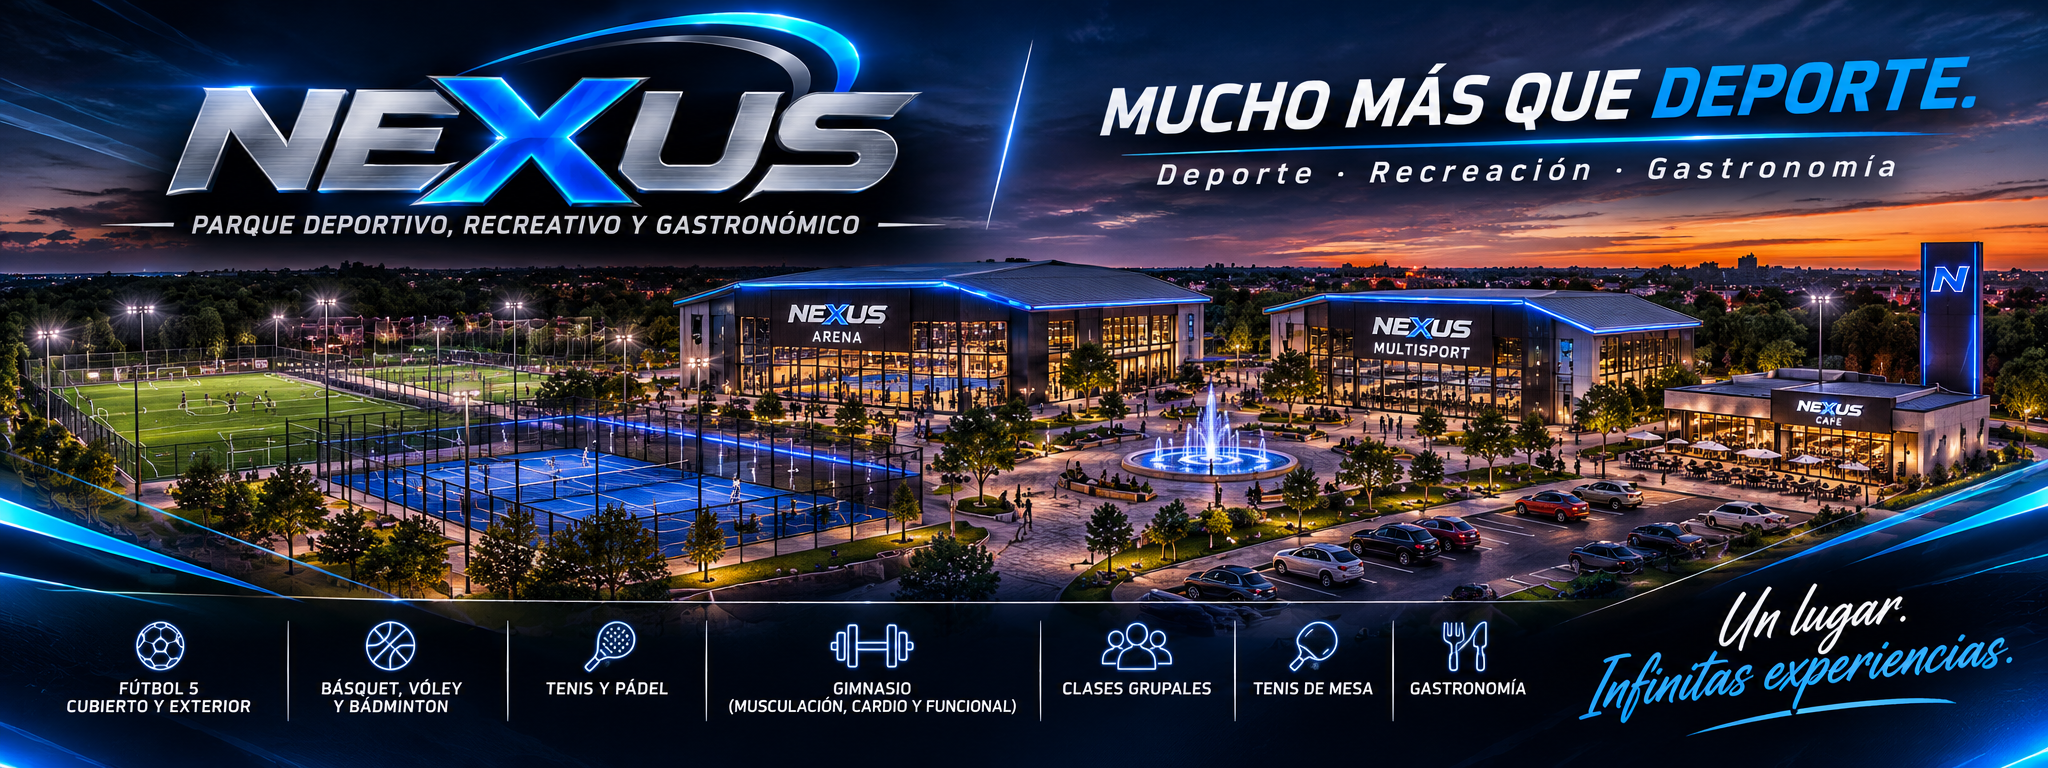 NEXUS
PARQUE DEPORTIVO, RECREATIVO Y GASTRONÓMICO
MUCHO MÁS QUE DEPORTE.
Deporte · Recreación · Gastronomía
NEXUS
ARENA
NEXUS
MULTISPORT
N
NEXUS
CAFE
FÚTBOL 5
CUBIERTO Y EXTERIOR
BÁSQUET, VÓLEY
Y BÁDMINTON
TENIS Y PÁDEL
GIMNASIO
(MUSCULACIÓN, CARDIO Y FUNCIONAL)
CLASES GRUPALES
TENIS DE MESA
GASTRONOMÍA
Un lugar.
Infinitas experiencias.